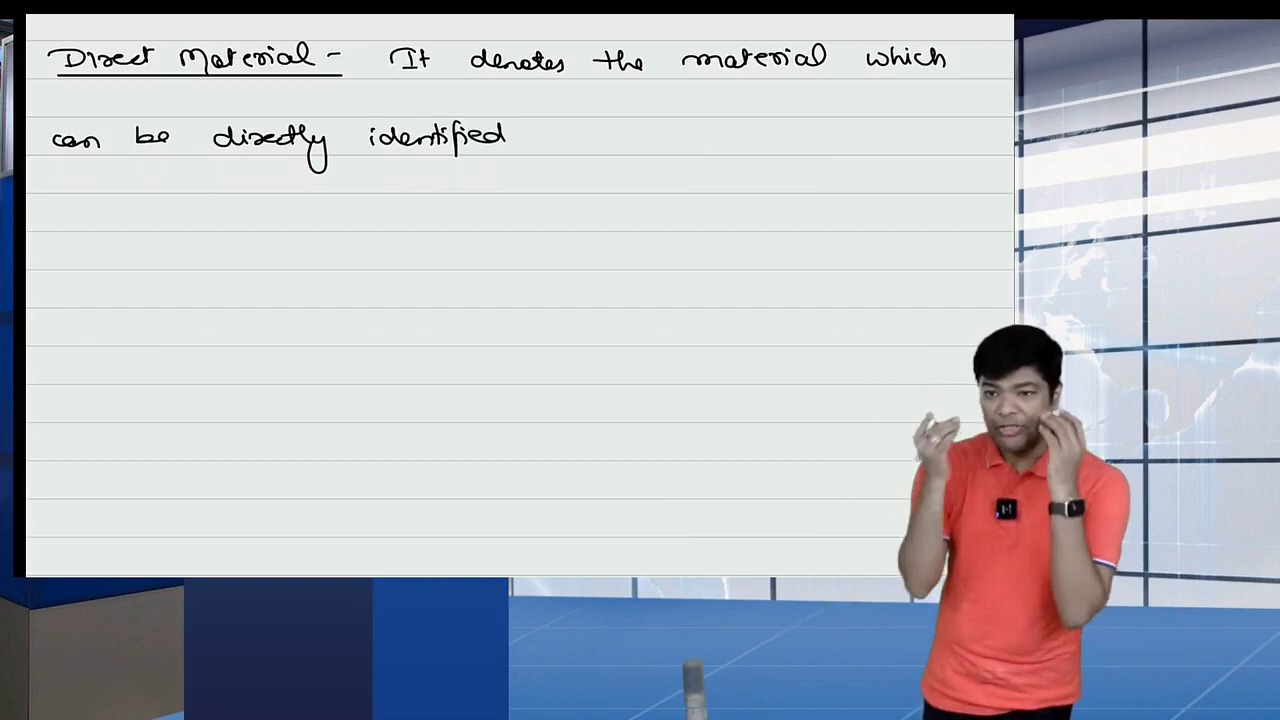 Direct Material - It denotes the material which
can be directly identified